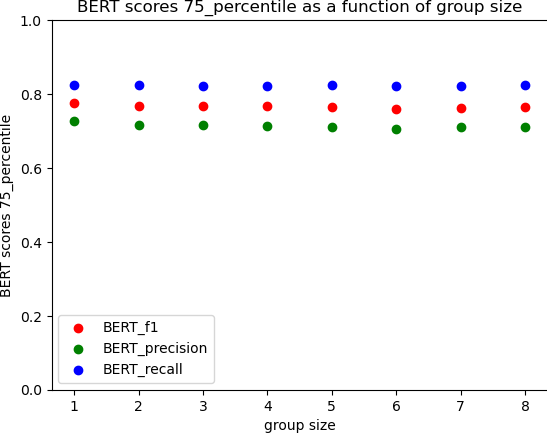 BERT scores 75_percentile as a function of group size
BERT scores 75_percentile
1.0
0.8
0.6
0.4
0.2
0.0
BERT_f1
BERT_precision
BERT_recall
1 2 3 4 5 6 7 8
group size